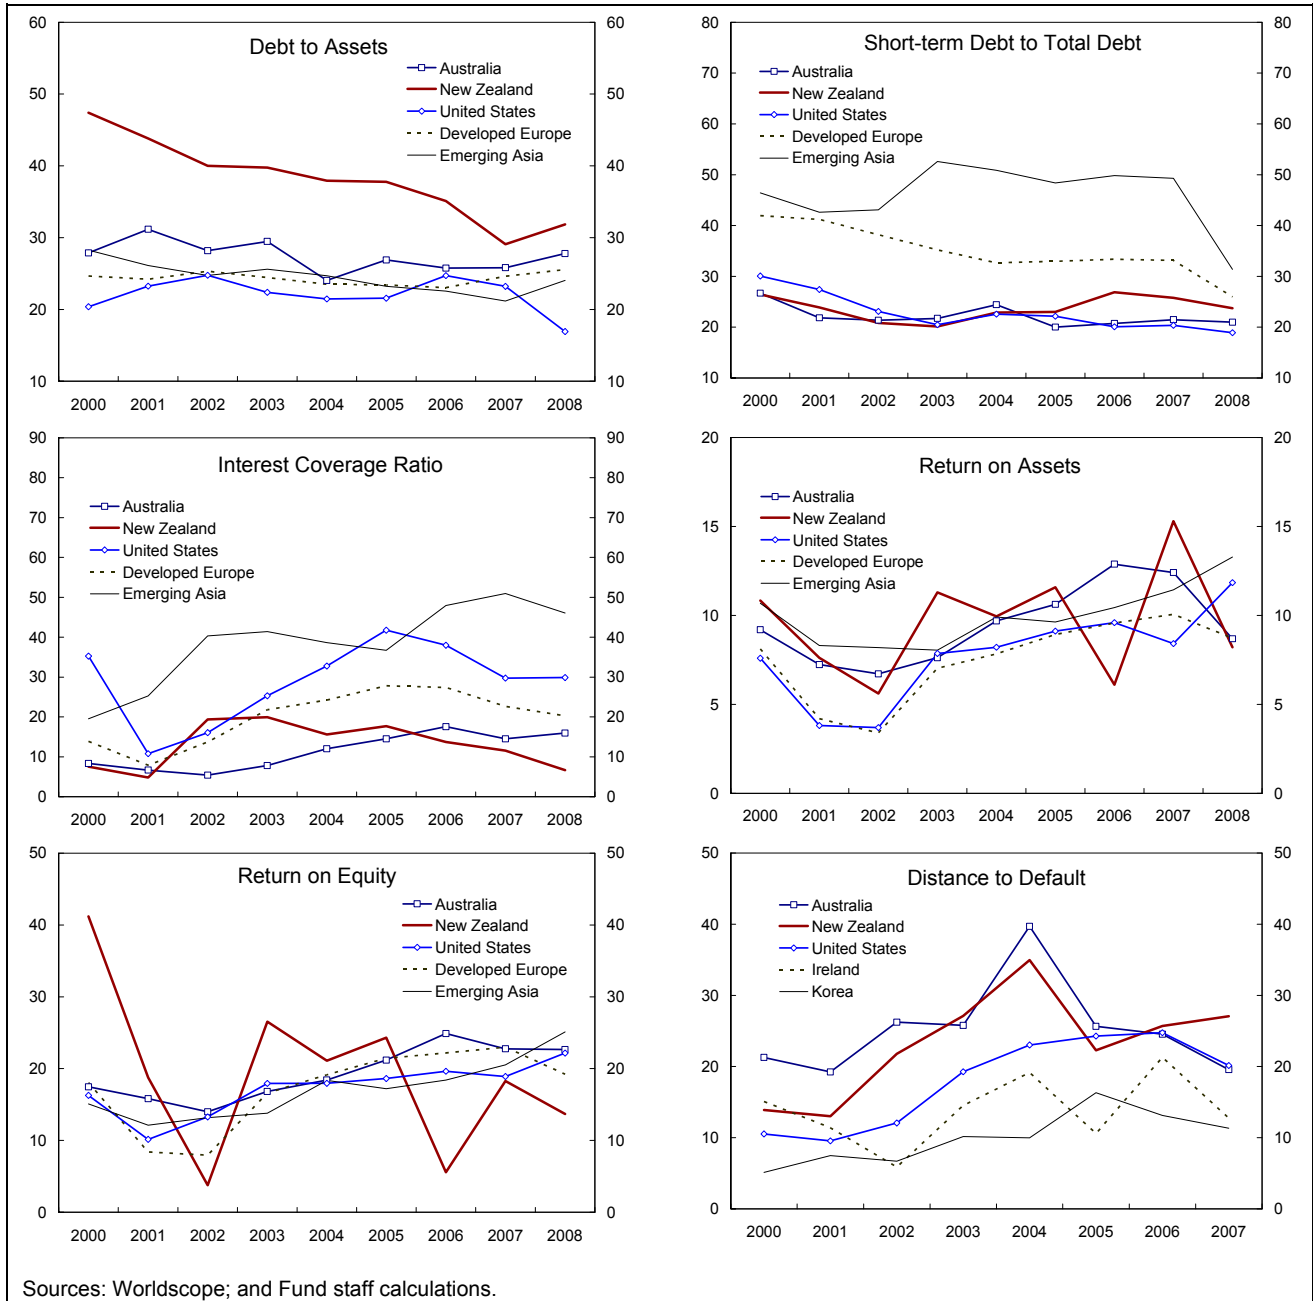 Debt to Assets
60 60
50 50
40 40
30 30
20 20
10 10
Australia
New Zealand
United States
Developed Europe
Emerging Asia
2000 2001 2002 2003 2004 2005 2006 2007 2008
Short-term Debt to Total Debt
80 80
70 70
60 60
50 50
40 40
30 30
20 20
10 10
Australia
New Zealand
United States
Developed Europe
Emerging Asia
2000 2001 2002 2003 2004 2005 2006 2007 2008
Interest Coverage Ratio
90 90
80 80
70 70
60 60
50 50
40 40
30 30
20 20
10 10
0 0
Australia
New Zealand
United States
Developed Europe
Emerging Asia
2000 2001 2002 2003 2004 2005 2006 2007 2008
Return on Assets
20 20
15 15
10 10
5 5
0 0
Australia
New Zealand
United States
Developed Europe
Emerging Asia
2000 2001 2002 2003 2004 2005 2006 2007 2008
Return on Equity
50 50
40 40
30 30
20 20
10 10
0 0
Australia
New Zealand
United States
Developed Europe
Emerging Asia
2000 2001 2002 2003 2004 2005 2006 2007 2008
Distance to Default
50 50
40 40
30 30
20 20
10 10
0 0
Australia
New Zealand
United States
Ireland
Korea
2000 2001 2002 2003 2004 2005 2006 2007
Sources: Worldscope; and Fund staff calculations.